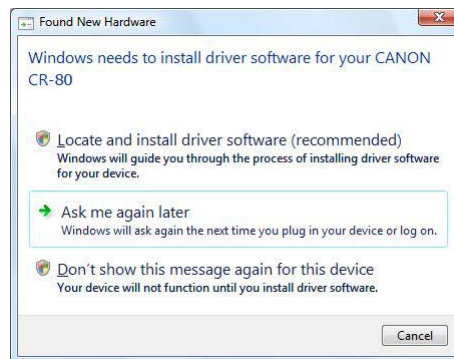 Found New Hardware
Windows needs to install driver software for your CANON
CR-80
Locate and install driver software (recommended)
Windows will guide you through the process of installing driver software
for your device.
Ask me again later
Windows will ask again the next time you plug in your device or log on.
Don't show this message again for this device
Your device will not function until you install driver software.
Cancel